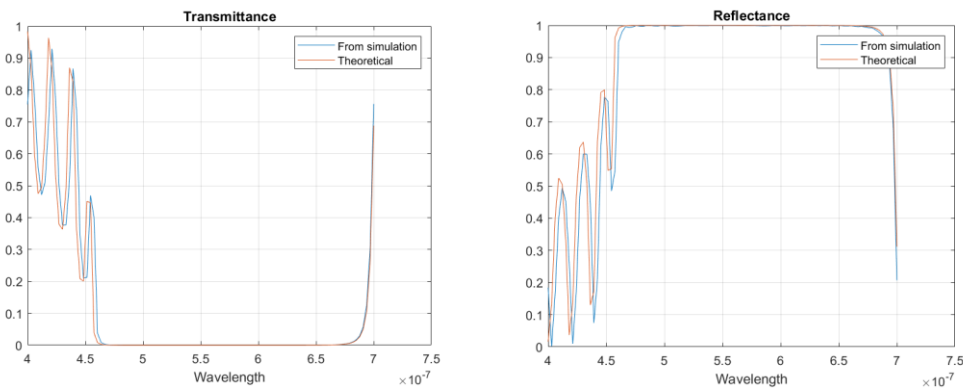 Transmittance
1
0.9
0.8
0.7
0.6
0.5
0.4
0.3
0.2
0.1
0
From simulation
Theoretical
4 4.5 5 5.5 6 6.5 7 7.5
Wavelength
×10⁻⁷
Reflectance
1
0.9
0.8
0.7
0.6
0.5
0.4
0.3
0.2
0.1
0
From simulation
Theoretical
4 4.5 5 5.5 6 6.5 7 7.5
Wavelength
×10⁻⁷